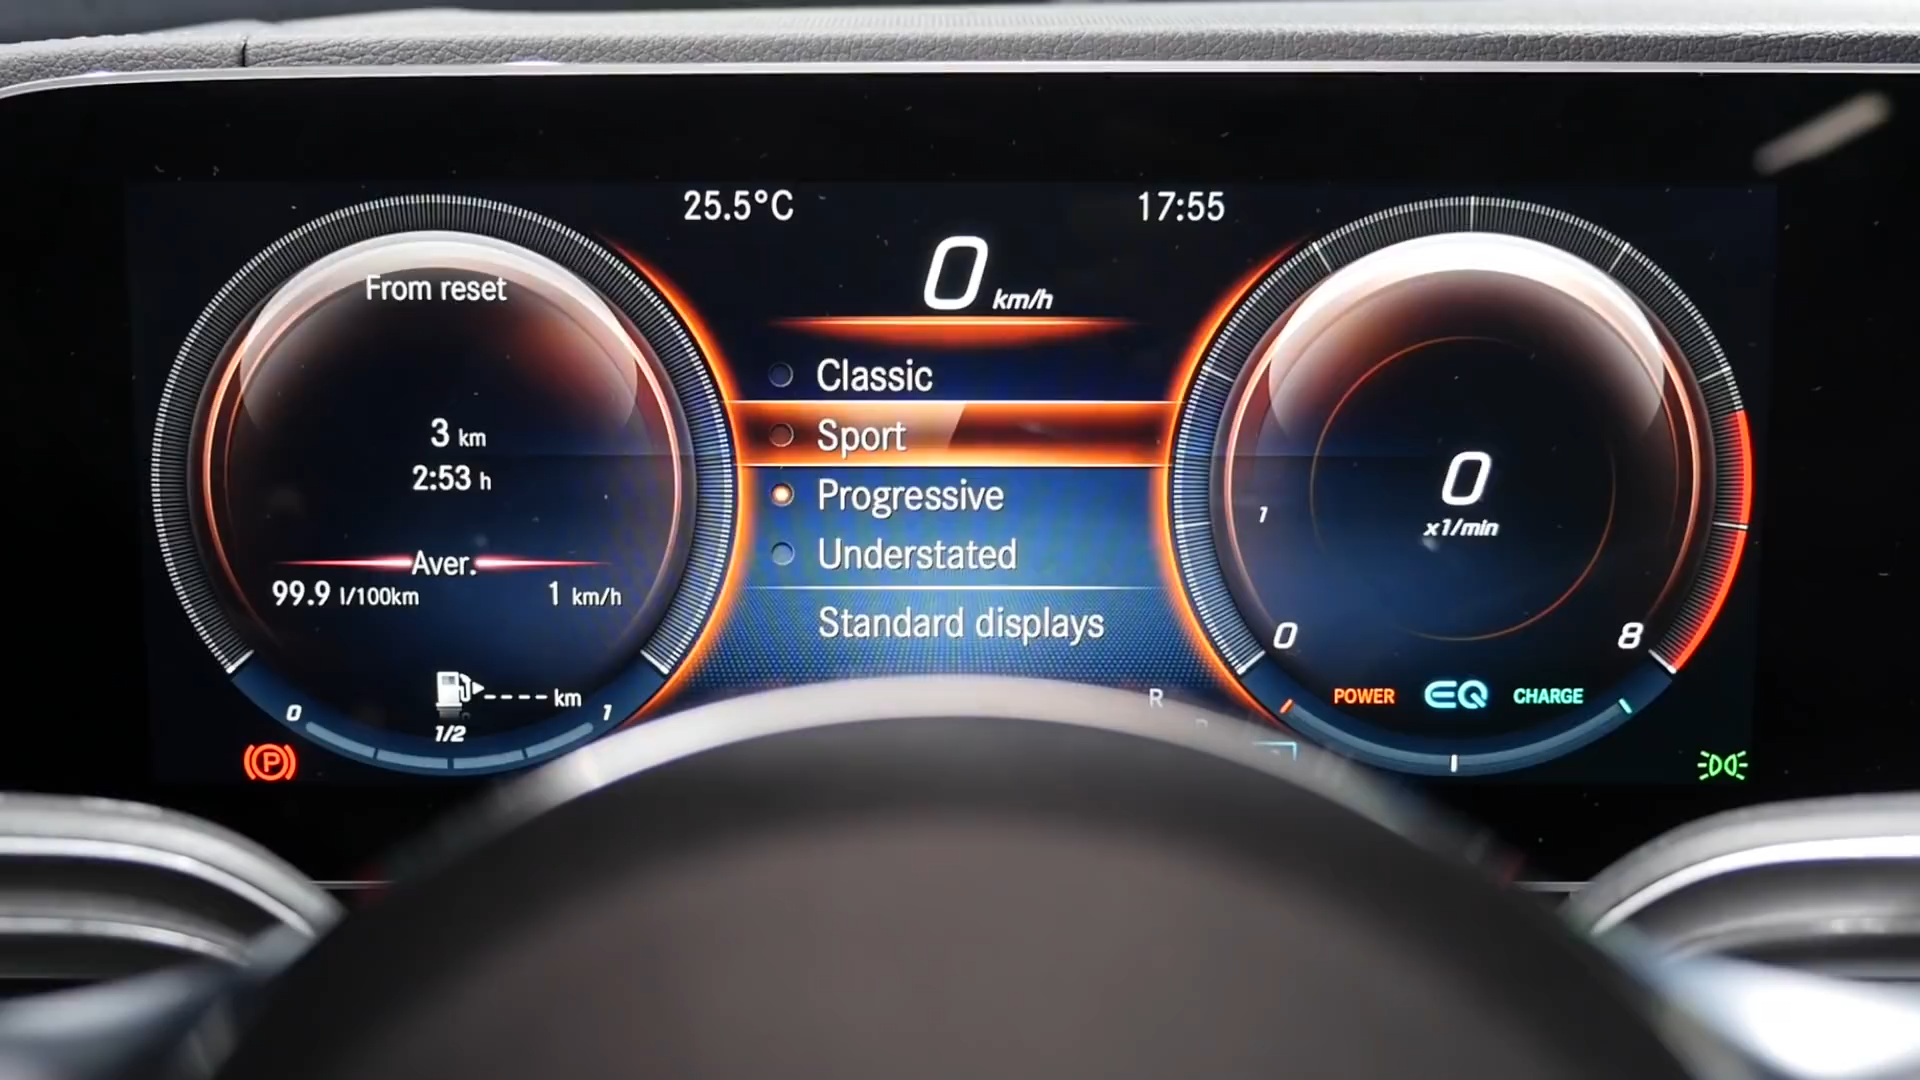 25.5°C
17:55
0 km/h
From reset
3 km
2:53 h
Aver.
99.9 l/100km
1 km/h
---- km
0
1/2
1
Classic
Sport
Progressive
Understated
Standard displays
R
1
0
x1/min
0
8
POWER
EQ
CHARGE
P